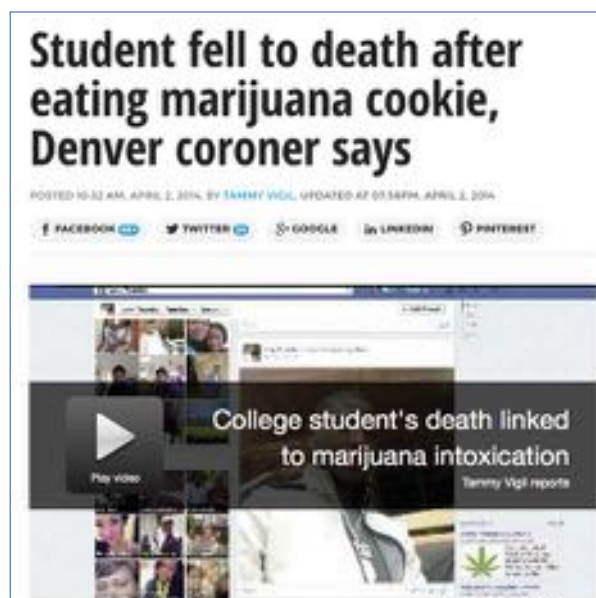 Student fell to death after
eating marijuana cookie,
Denver coroner says
POSTED 10:32 AM, APRIL 2, 2014, BY TAMMY VIGIL, UPDATED AT 07:38PM, APRIL 2, 2014
FACEBOOK TWITTER GOOGLE LINKEDIN PINTEREST
College student's death linked
to marijuana intoxication
Play video
Tammy Vigil reports